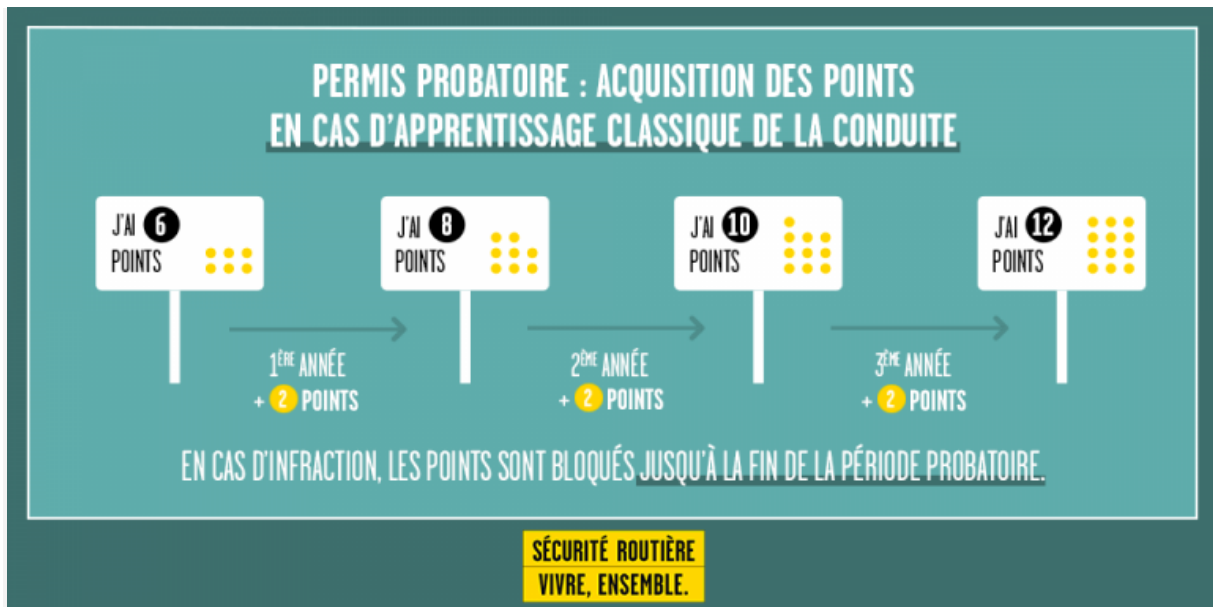 PERMIS PROBATOIRE : ACQUISITION DES POINTS
EN CAS D'APPRENTISSAGE CLASSIQUE DE LA CONDUITE
J'AI 6
POINTS
J'AI 8
POINTS
J'AI 10
POINTS
J'AI 12
POINTS
1ÈRE ANNÉE
+ 2 POINTS
2ÈME ANNÉE
+ 2 POINTS
3ÈME ANNÉE
+ 2 POINTS
EN CAS D'INFRACTION, LES POINTS SONT BLOQUÉS JUSQU'À LA FIN DE LA PÉRIODE PROBATOIRE.
SÉCURITÉ ROUTIÈRE
VIVRE, ENSEMBLE.